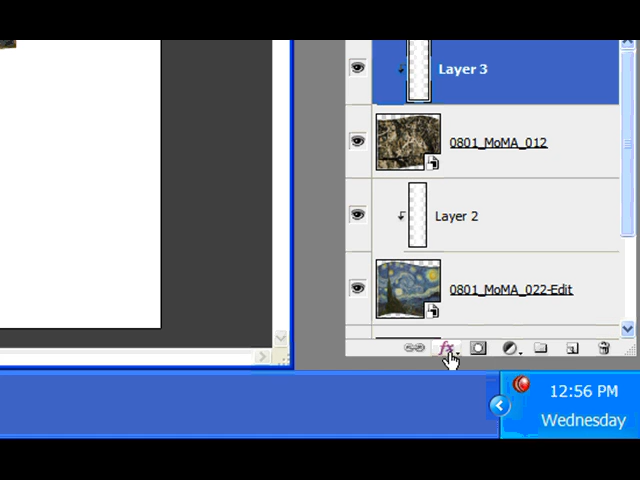 Layer 3
0801_MoMA_012
Layer 2
0801_MoMA_022-Edit
fx
12:56 PM
Wednesday